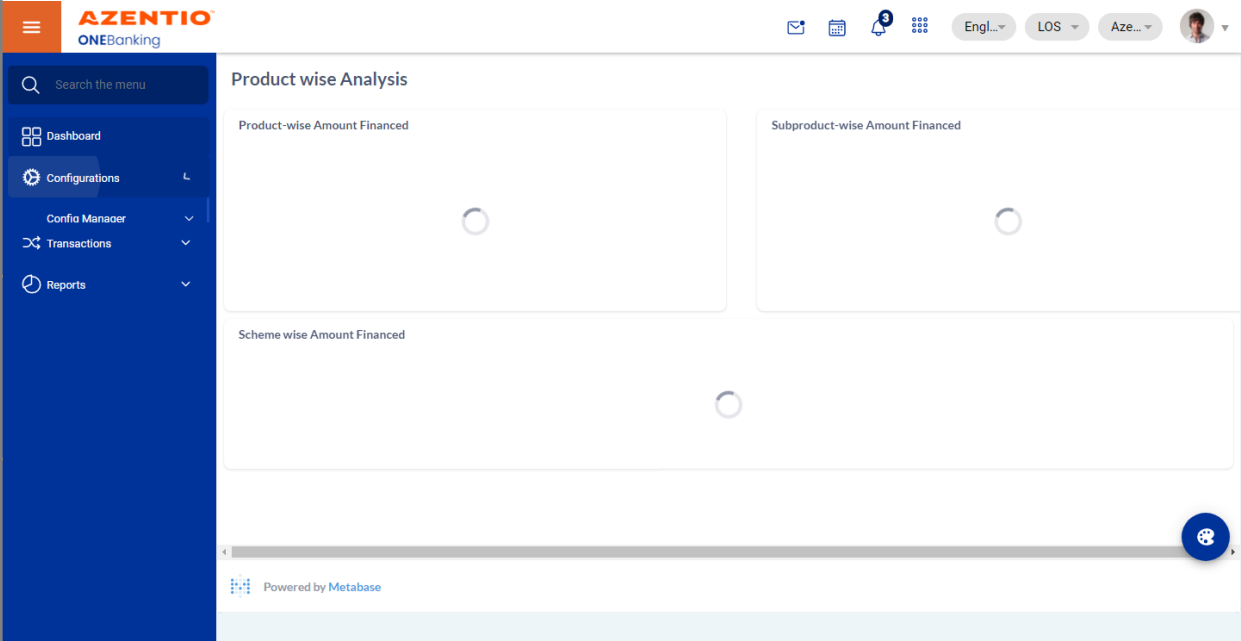 AZENTIO™
ONEBanking
3
Engl...
LOS
Aze...
Search the menu
Dashboard
Configurations
Config Manager
Transactions
Reports
Product wise Analysis
Product-wise Amount Financed
Subproduct-wise Amount Financed
Scheme wise Amount Financed
Powered by Metabase